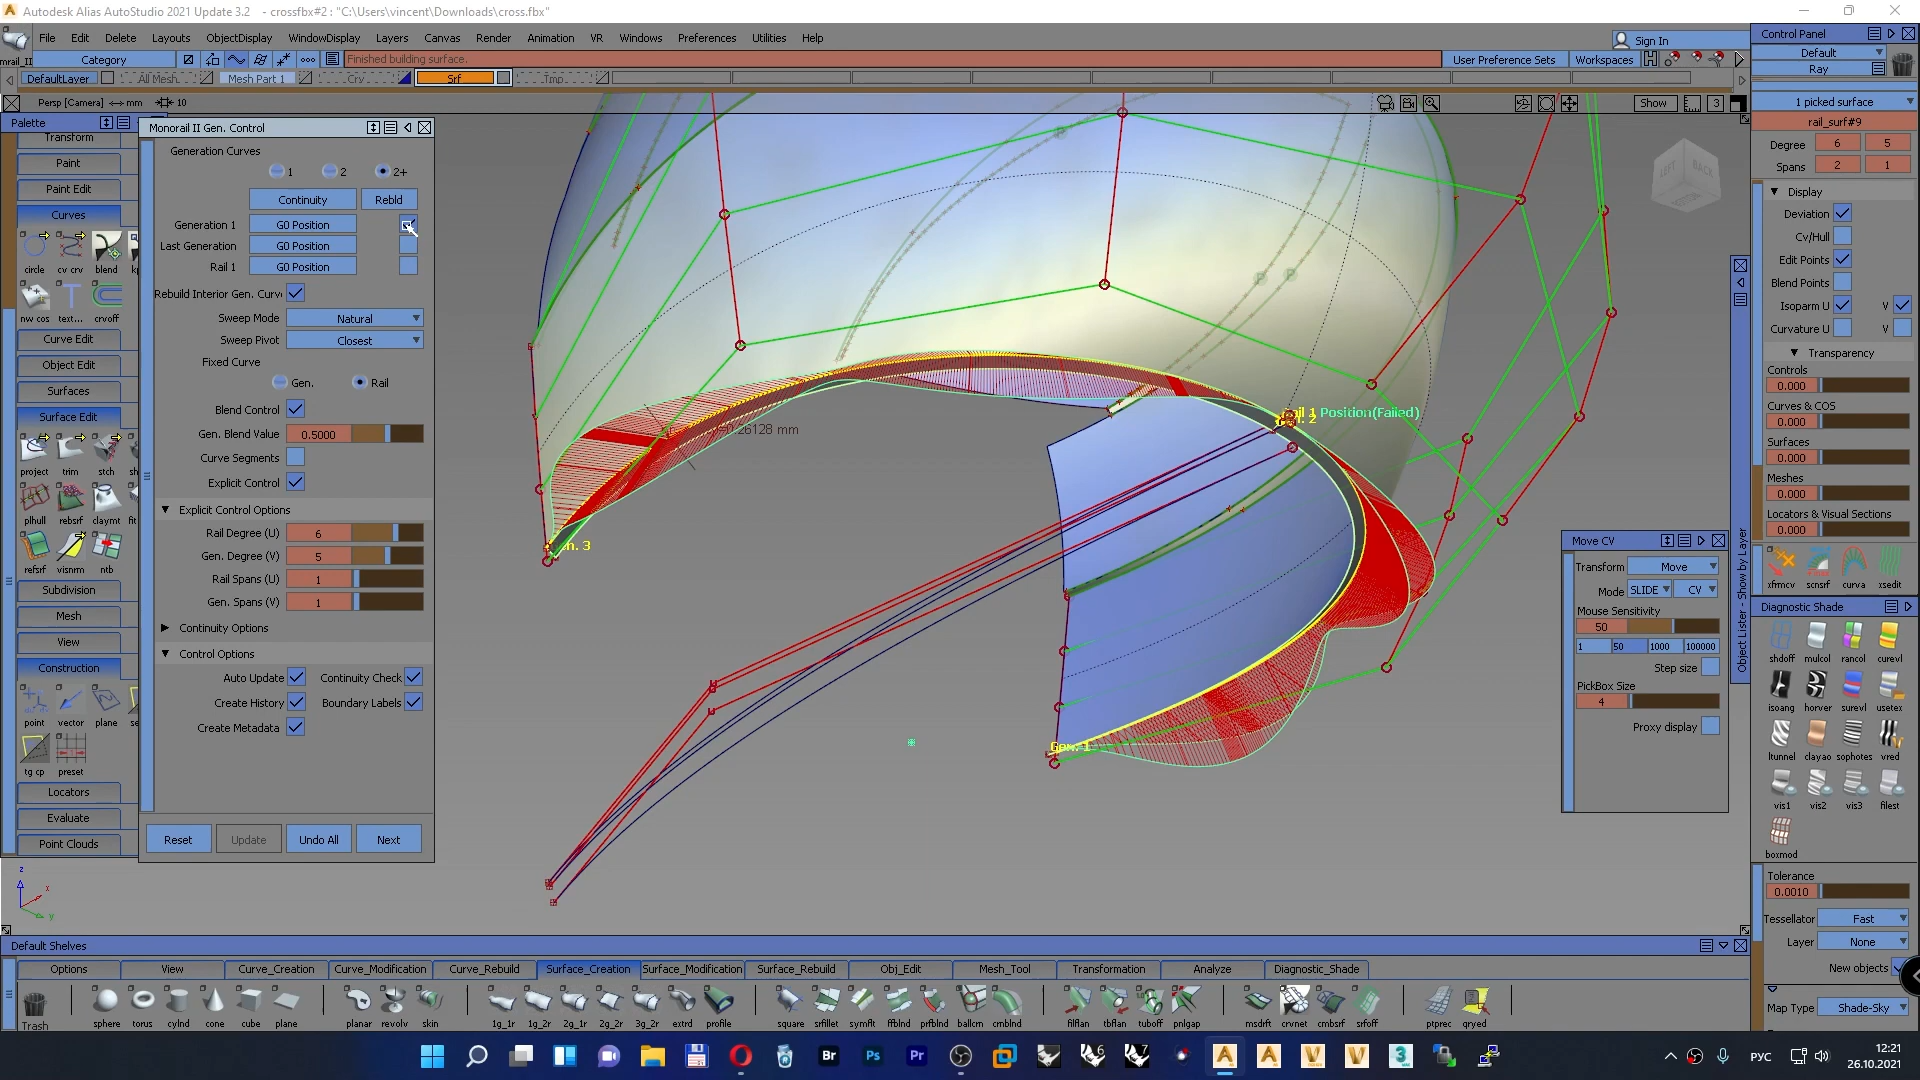 Autodesk Alias AutoStudio 2021 Update 3.2 - crossfbx#2 : "C:\Users\vincent\Downloads\cross.fbx"
File Edit Delete Layouts ObjectDisplay WindowDisplay Layers Canvas Render Animation VR Windows Preferences Utilities Help
Sign In
Category
Finished building surface.
User Preference Sets Workspaces
DefaultLayer All Mesh Mesh Part 1 Crv Srf Tmp
Persp [Camera] mm 10
Show 3
Palette
Transform
Paint
Paint Edit
Curves
circle cv crv blend
nw cos text... crvoff
Curve Edit
Object Edit
Surfaces
Surface Edit
project trim stch
plhull rebsrf claymt
refsrf visnrm ntb
Subdivision
Mesh
View
Construction
point vector plane
tg cp preset
Locators
Evaluate
Point Clouds
Monorail II Gen. Control
Generation Curves
1 2 2+
Continuity Rebld
Generation 1 G0 Position
Last Generation G0 Position
Rail 1 G0 Position
Rebuild Interior Gen. Curv
Sweep Mode Natural
Sweep Pivot Closest
Fixed Curve
Gen. Rail
Blend Control
Gen. Blend Value 0.5000
Curve Segments
Explicit Control
Explicit Control Options
Rail Degree (U) 6
Gen. Degree (V) 5
Rail Spans (U) 1
Gen. Spans (V) 1
Continuity Options
Control Options
Auto Update Continuity Check
Create History Boundary Labels
Create Metadata
Reset Update Undo All Next
Position(Failed)
Gen. 1
LEFT BACK
z
x
y
Control Panel
Default
Ray
1 picked surface
rail_surf#9
Degree 6 5
Spans 2 1
Display
Deviation
Cv/Hull
Edit Points
Blend Points
Isoparm U V
Curvature U V
Transparency
Controls
0.000
Curves & COS
0.000
Surfaces
0.000
Meshes
0.000
Locators & Visual Sections
0.000
xfrmcv scnsrf curva xsedit
Diagnostic Shade
shdoff mulcol rancol curevl
isoang horver surevl usetex
ltunnel clayao sophotes vred
vis1 vis2 vis3 filest
boxmod
Tolerance
0.0010
Tessellator Fast
Layer None
New objects
Map Type Shade-Sky
Object Lister - Show by Layer
Move CV
Transform Move
Mode SLIDE CV
Mouse Sensitivity
50
1 50 1000 100000
Step size
PickBox Size
4
Proxy display
Default Shelves
Options View Curve_Creation Curve_Modification Curve_Rebuild Surface_Creation Surface_Modification Surface_Rebuild Obj_Edit Mesh_Tool Transformation Analyze Diagnostic_Shade
Trash sphere torus cylnd cone cube plane planar revolv skin 1g_1r 1g_2r 2g_1r 2g_2r 3g_2r extrd profile square srfillet symflt ffblnd prfblnd ballcrn cmblnd filflan tbflan tuboff pnlgap msdrft crvnet cmbsrf srfoff ptprec qryed
Br Ps Pr 6 7 3
РУС
12:21
26.10.2021